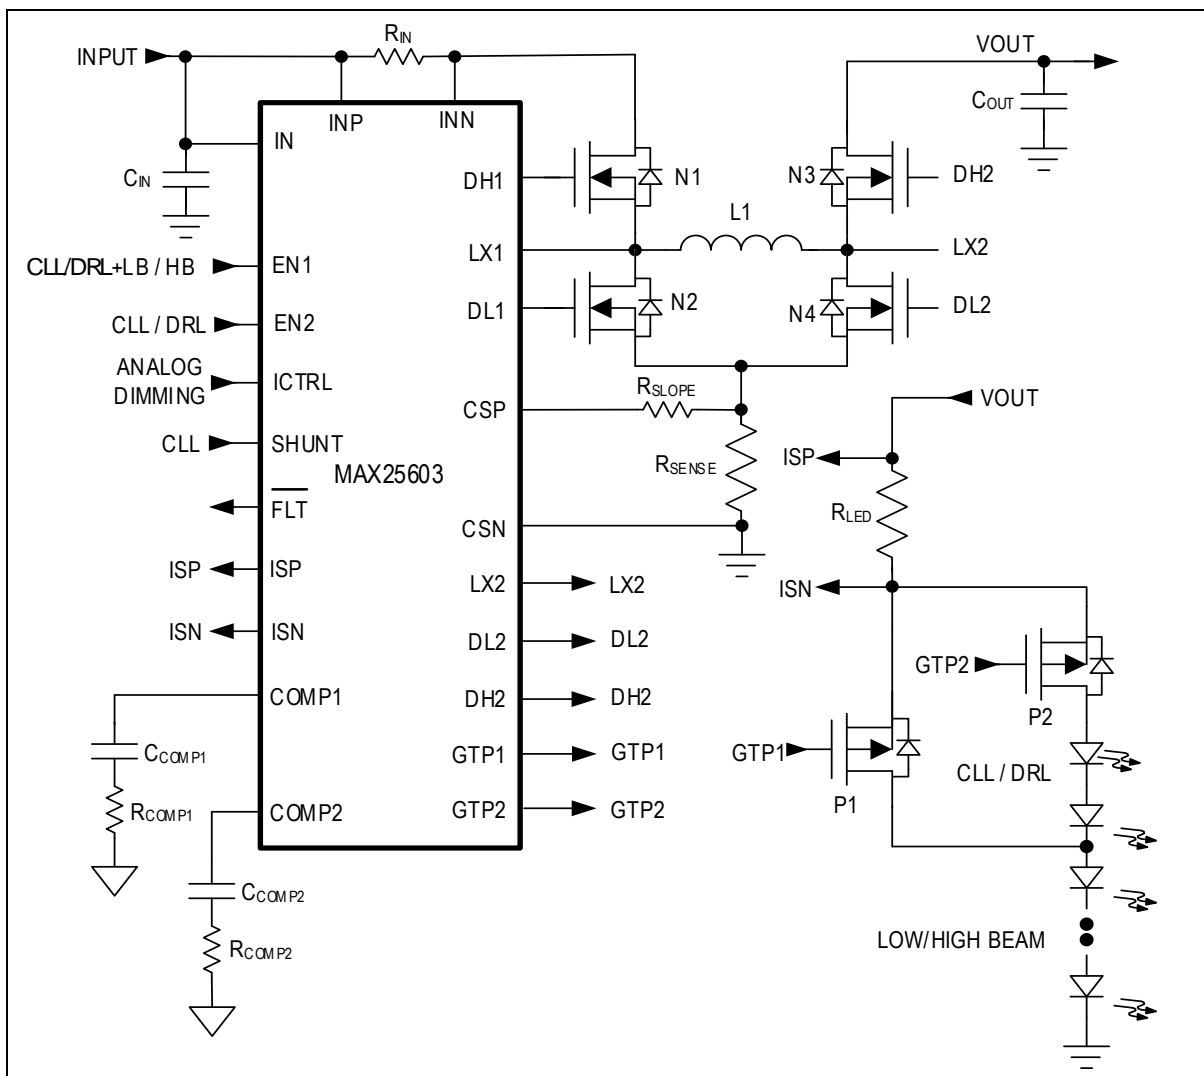 INPUT
RIN
VOUT
COUT
INP
INN
IN
CIN
DH1
N1
N3
DH2
L1
LX1
LX2
CLL/DRL+LB / HB
EN1
DL1
N2
N4
DL2
CLL / DRL
EN2
ANALOG
DIMMING
ICTRL
RSLOPE
CSP
VOUT
CLL
SHUNT
MAX25603
RSENSE
ISP
FLT
RLED
CSN
ISP
ISP
LX2
LX2
ISN
ISN
ISN
DL2
DL2
GTP2
COMP1
DH2
DH2
P2
CCOMP1
GTP1
GTP1
GTP1
CLL / DRL
RCOMP1
COMP2
GTP2
GTP2
P1
CCOMP2
RCOMP2
LOW/HIGH BEAM